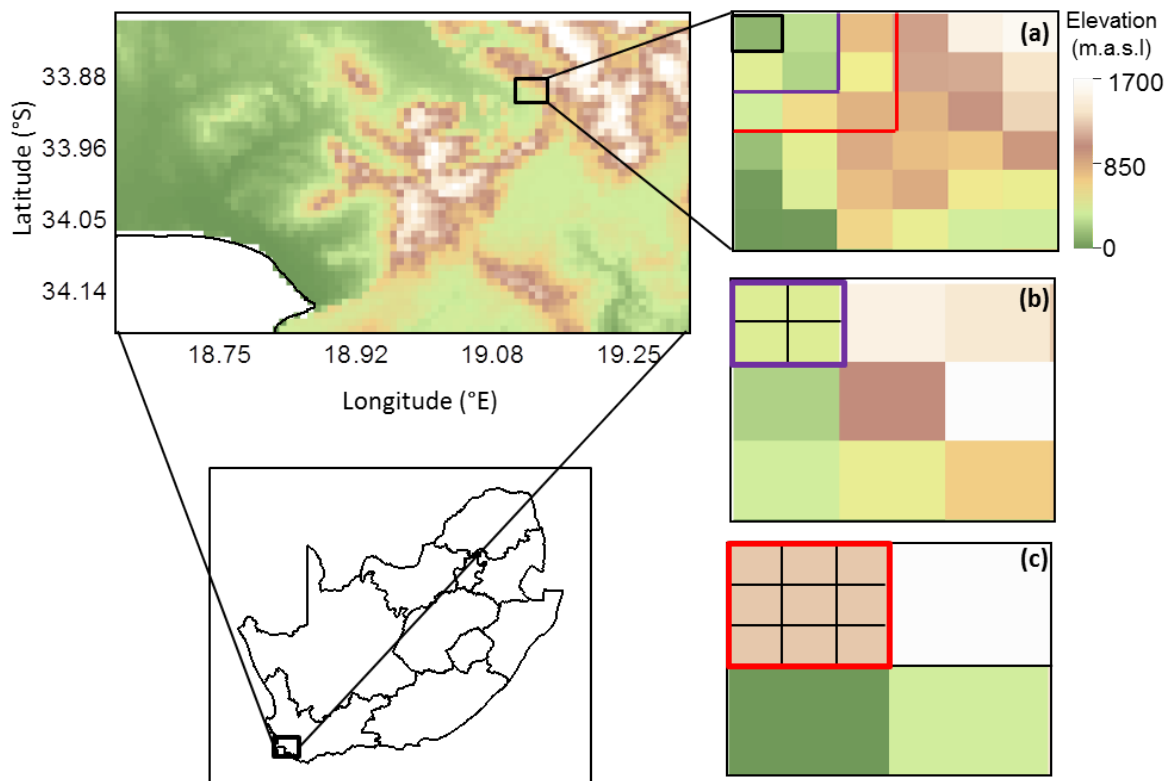 Latitude (°S)
33.88
33.96
34.05
34.14
18.75 18.92 19.08 19.25
Longitude (°E)
(a)
Elevation
(m.a.s.l)
1700
850
0
(b)
(c)